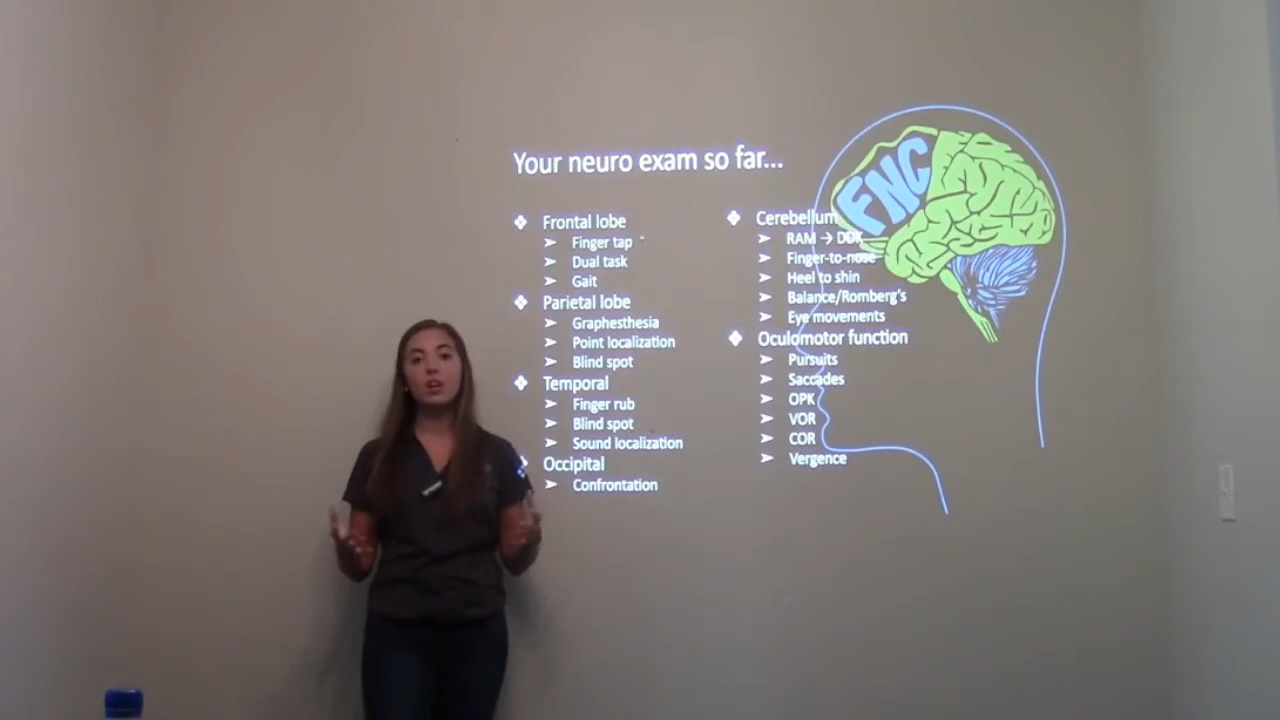 Your neuro exam so far...
❖ Frontal lobe
➢ Finger tap
➢ Dual task
➢ Gait
❖ Parietal lobe
➢ Graphesthesia
➢ Point localization
➢ Blind spot
❖ Temporal
➢ Finger rub
➢ Blind spot
➢ Sound localization
Occipital
➢ Confrontation
❖ Cerebellum
➢ RAM → DDK
➢ Finger-to-nose
➢ Heel to shin
➢ Balance/Romberg's
➢ Eye movements
❖ Oculomotor function
➢ Pursuits
➢ Saccades
➢ OPK
➢ VOR
➢ COR
➢ Vergence
FNC